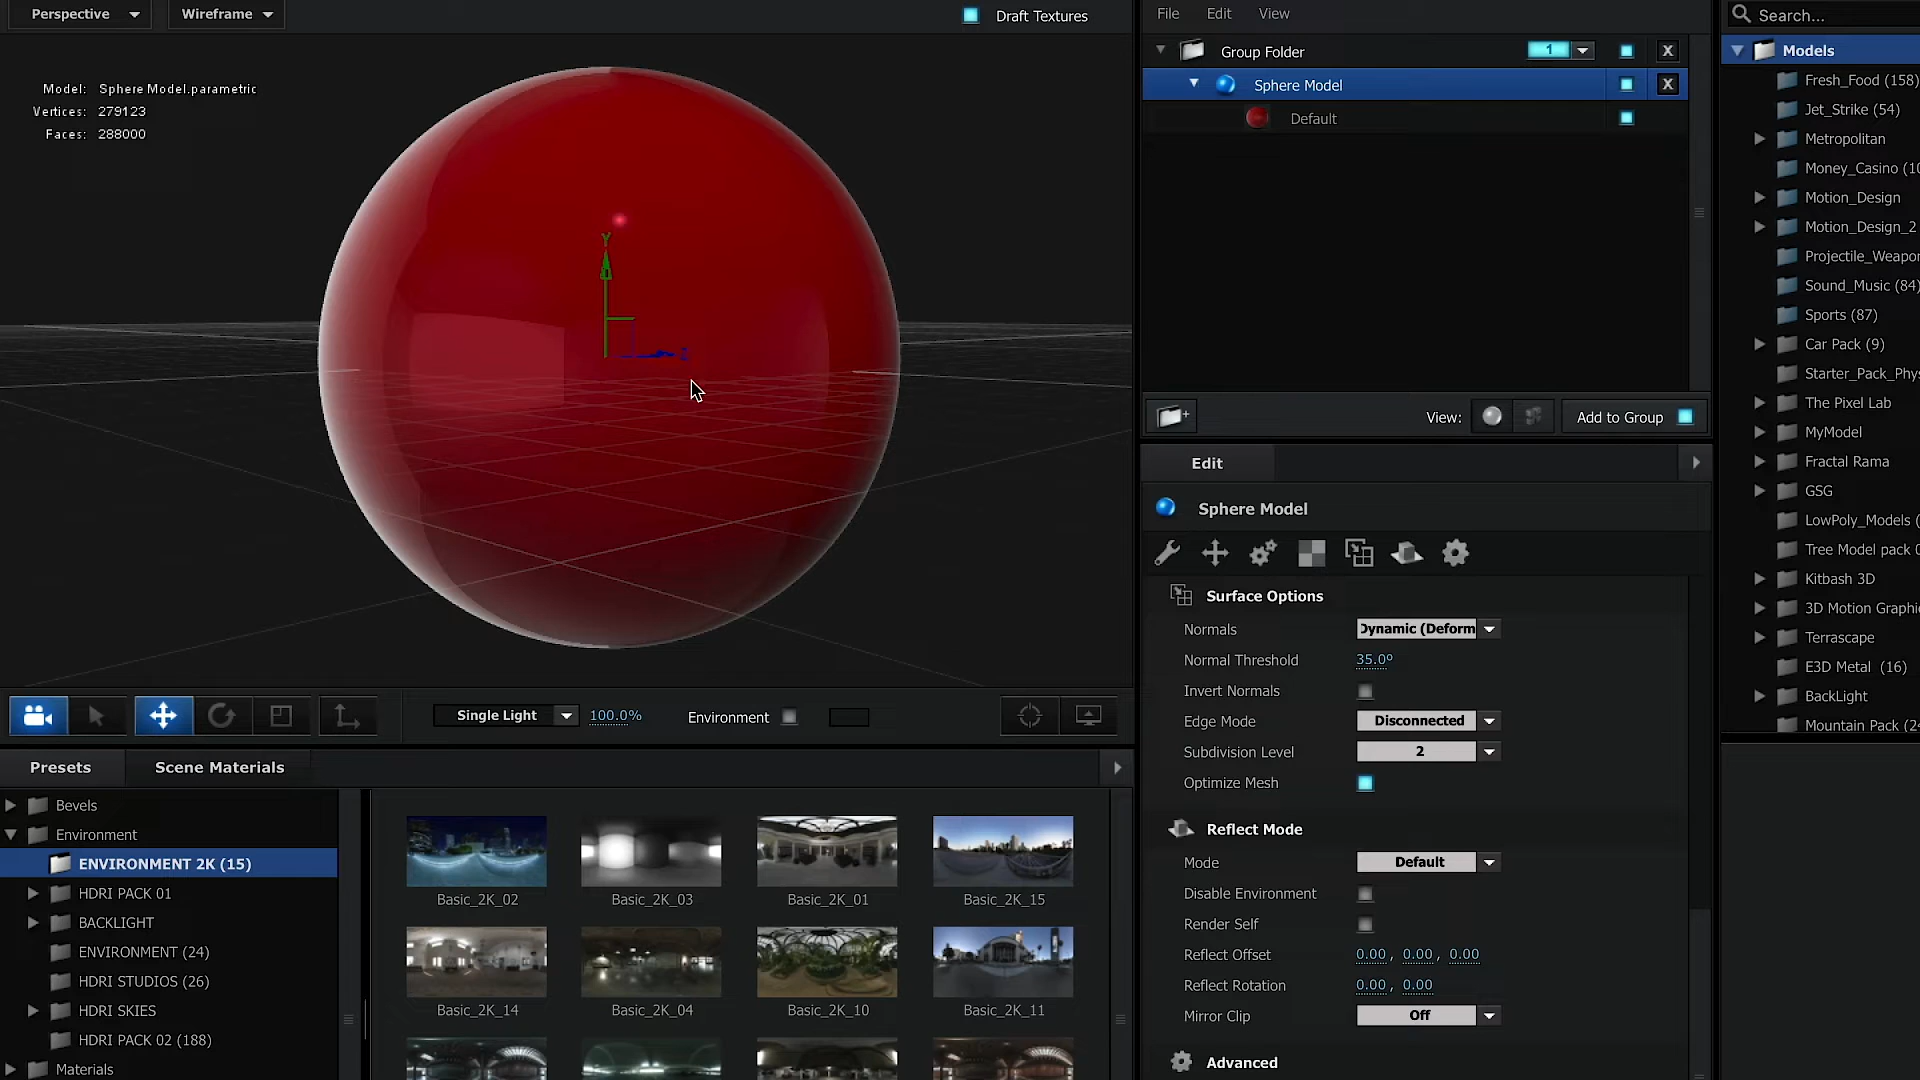 Perspective
Wireframe
Draft Textures
Model: Sphere Model.parametric
Vertices: 279123
Faces: 288000
Y
Z
Single Light
100.0%
Environment
Presets
Scene Materials
Bevels
Environment
ENVIRONMENT 2K (15)
HDRI PACK 01
BACKLIGHT
ENVIRONMENT (24)
HDRI STUDIOS (26)
HDRI SKIES
HDRI PACK 02 (188)
Materials
Basic_2K_02
Basic_2K_03
Basic_2K_01
Basic_2K_15
Basic_2K_14
Basic_2K_04
Basic_2K_10
Basic_2K_11
File
Edit
View
Group Folder
1
X
Sphere Model
X
Default
View:
Add to Group
Edit
Sphere Model
Surface Options
Normals
Dynamic (Deform
Normal Threshold
35.0º
Invert Normals
Edge Mode
Disconnected
Subdivision Level
2
Optimize Mesh
Reflect Mode
Mode
Default
Disable Environment
Render Self
Reflect Offset
0.00, 0.00, 0.00
Reflect Rotation
0.00, 0.00
Mirror Clip
Off
Advanced
Search...
Models
Fresh_Food (158)
Jet_Strike (54)
Metropolitan
Money_Casino (10
Motion_Design
Motion_Design_2
Projectile_Weapon
Sound_Music (84)
Sports (87)
Car Pack (9)
Starter_Pack_Phys
The Pixel Lab
MyModel
Fractal Rama
GSG
LowPoly_Models (
Tree Model pack 0
Kitbash 3D
3D Motion Graphi
Terrascape
E3D Metal (16)
BackLight
Mountain Pack (24